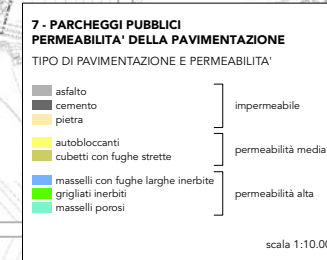 7 - PARCHEGGI PUBBLICI
PERMEABILITA' DELLA PAVIMENTAZIONE
TIPO DI PAVIMENTAZIONE E PERMEABILITA'
asfalto
cemento
pietra
impermeabile
autobloccanti
cubetti con fughe strette
permeabilità media
masselli con fughe larghe inerbite
grigliati inerbiti
masselli porosi
permeabilità alta
scala 1:10.00